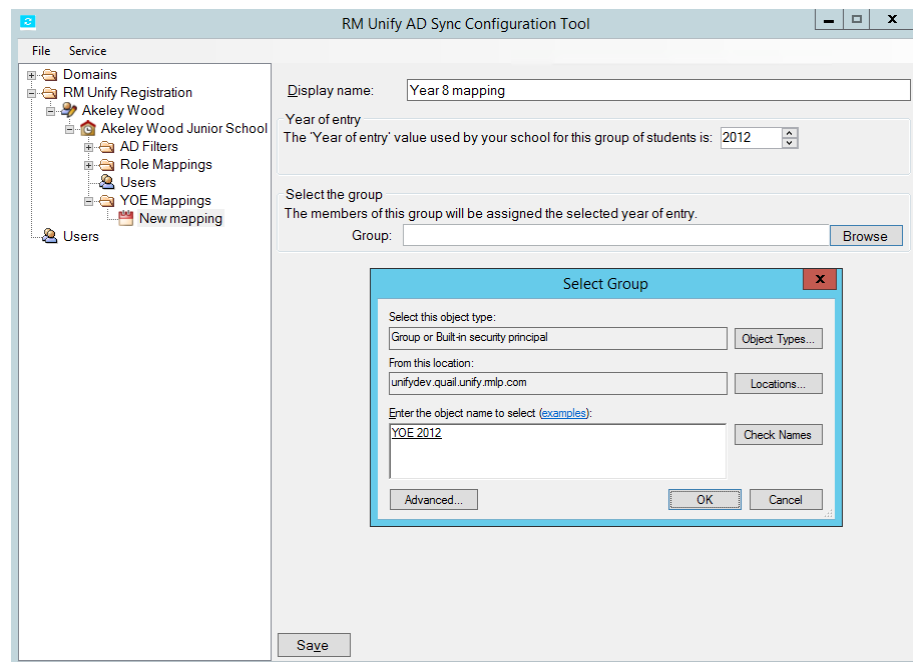 RM Unify AD Sync Configuration Tool
File Service
Domains
RM Unify Registration
Akeley Wood
Akeley Wood Junior School
AD Filters
Role Mappings
Users
YOE Mappings
New mapping
Users
Display name: Year 8 mapping
Year of entry
The 'Year of entry' value used by your school for this group of students is: 2012
Select the group
The members of this group will be assigned the selected year of entry.
Group: Browse
Select Group
Select this object type:
Group or Built-in security principal Object Types...
From this location:
unifydev.quail.unify.rmlp.com Locations...
Enter the object name to select (examples):
YOE 2012 Check Names
Advanced... OK Cancel
Save